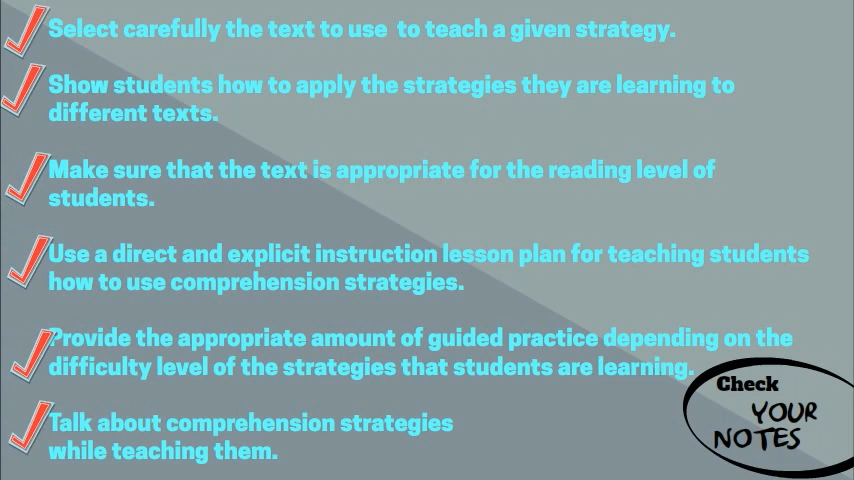 Select carefully the text to use  to teach a given strategy.
Show students how to apply the strategies they are learning to
different texts.
Make sure that the text is appropriate for the reading level of
students.
Use a direct and explicit instruction lesson plan for teaching students
how to use comprehension strategies.
Provide the appropriate amount of guided practice depending on the
difficulty level of the strategies that students are learning.
Talk about comprehension strategies
while teaching them.
Check
YOUR
NOTES